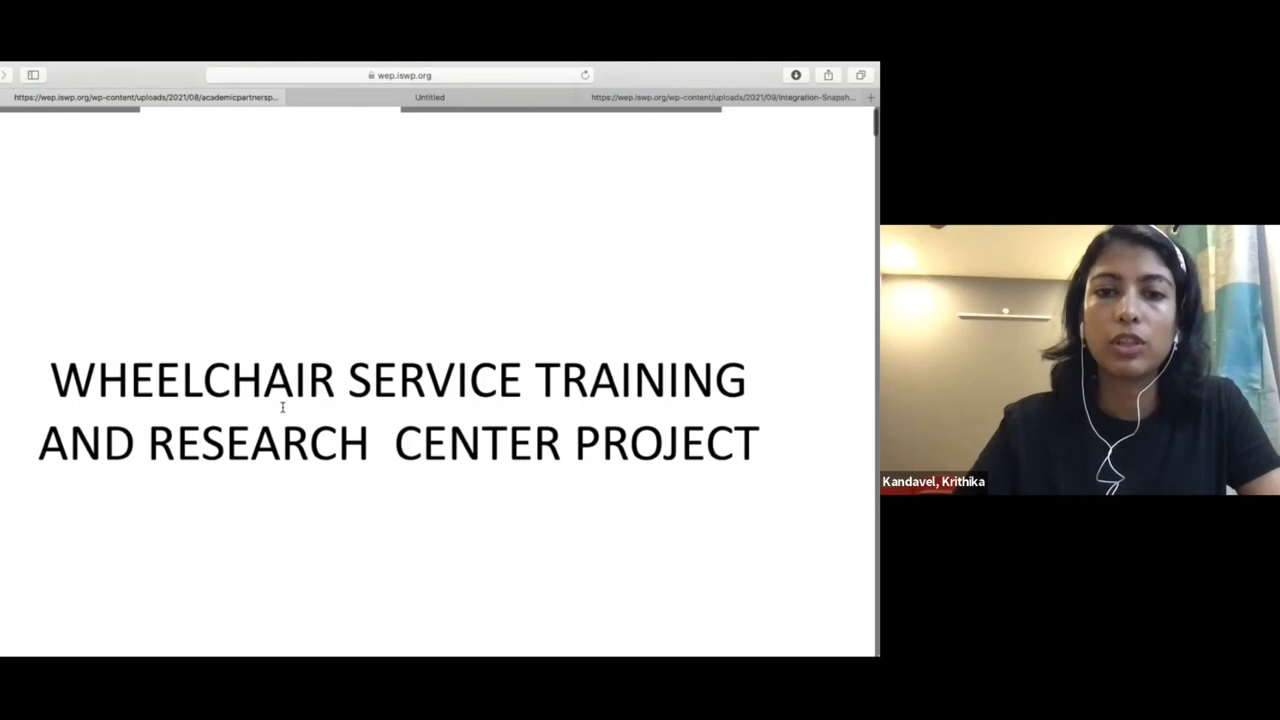 wep.iswp.org
https://wep.iswp.org/wp-content/uploads/2021/08/academicpartnersp...
Untitled
https://wep.iswp.org/wp-content/uploads/2021/09/Integration-Snapsh...
WHEELCHAIR SERVICE TRAINING
AND RESEARCH CENTER PROJECT
Kandavel, Krithika